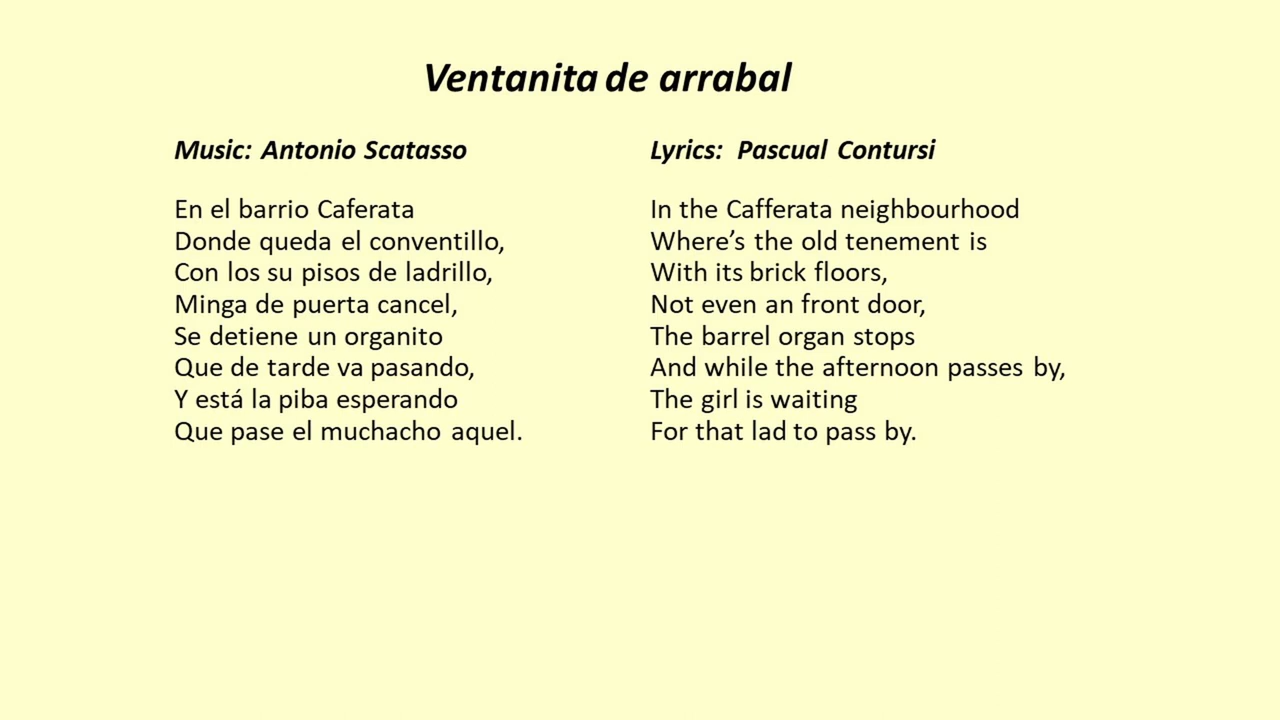 Ventanita de arrabal
Music: Antonio Scatasso
En el barrio Caferata
Donde queda el conventillo,
Con los su pisos de ladrillo,
Minga de puerta cancel,
Se detiene un organito
Que de tarde va pasando,
Y está la piba esperando
Que pase el muchacho aquel.
Lyrics: Pascual Contursi
In the Cafferata neighbourhood
Where’s the old tenement is
With its brick floors,
Not even an front door,
The barrel organ stops
And while the afternoon passes by,
The girl is waiting
For that lad to pass by.